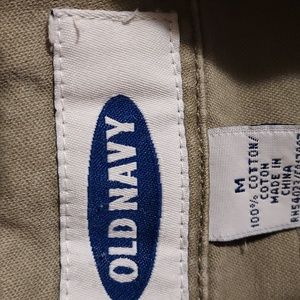 OLD NAVY
M
100% COTTON/
COTON
MADE IN
CHINA